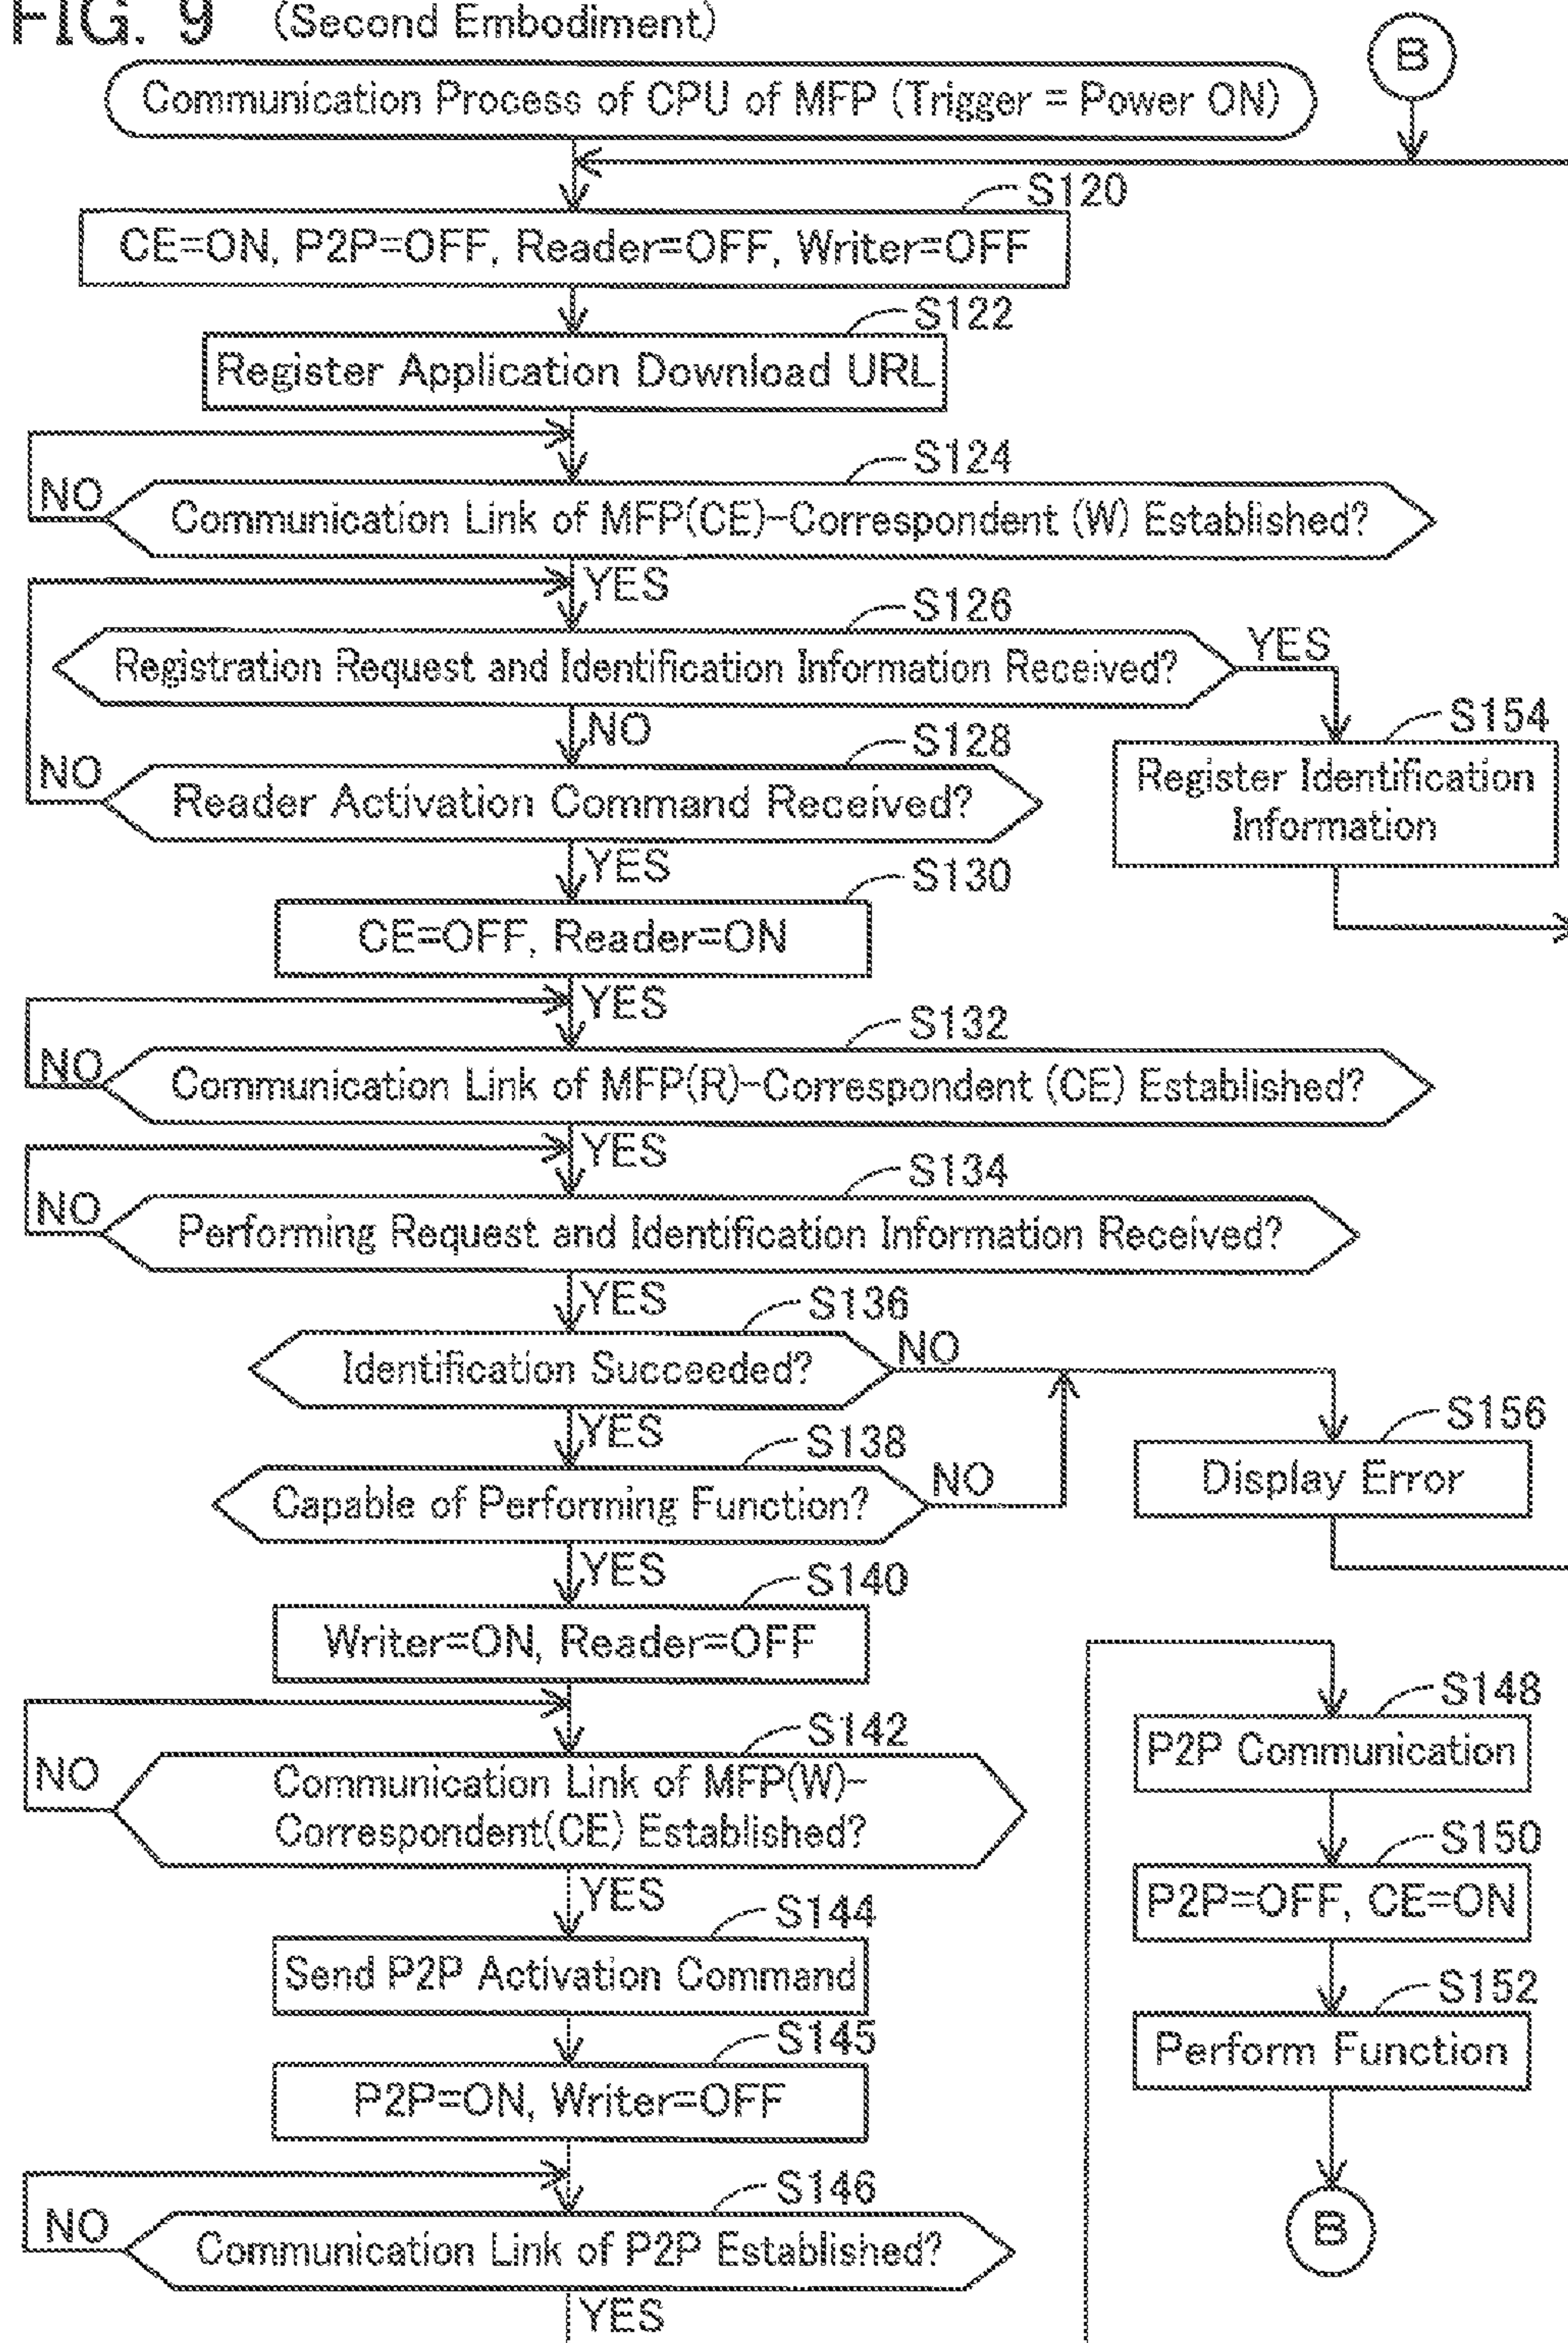 FIG. 9 (Second Embodiment)
B
Communication Process of CPU of MFP (Trigger = Power ON)
S120
CE=ON, P2P=OFF, Reader=OFF, Writer=OFF
S122
Register Application Download URL
S124
NO
Communication Link of MFP(CE)-Correspondent (W) Established?
YES
S126
Registration Request and Identification Information Received?
YES
NO
S154
Register Identification
Information
S128
NO
Reader Activation Command Received?
YES
S130
CE=OFF, Reader=ON
YES
S132
NO
Communication Link of MFP(R)-Correspondent (CE) Established?
YES
S134
NO
Performing Request and Identification Information Received?
YES
S136
Identification Succeeded?
NO
YES
S156
Display Error
S138
Capable of Performing Function?
NO
YES
S140
Writer=ON, Reader=OFF
S142
NO
Communication Link of MFP(W)-
Correspondent(CE) Established?
YES
S144
Send P2P Activation Command
S145
P2P=ON, Writer=OFF
S146
NO
Communication Link of P2P Established?
YES
S148
P2P Communication
S150
P2P=OFF, CE=ON
S152
Perform Function
B